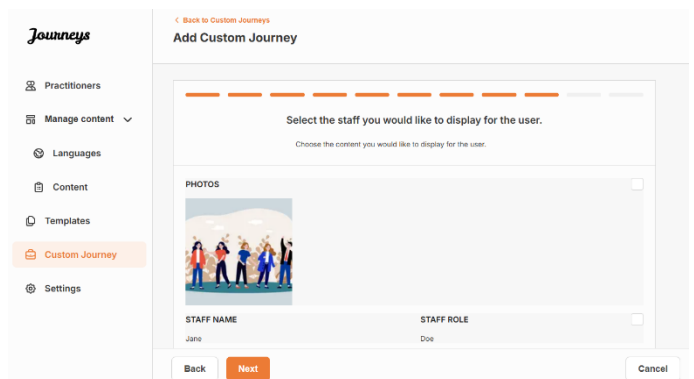 Journeys
Practitioners
Manage content
Languages
Content
Templates
Custom Journey
Settings
< Back to Custom Journeys
Add Custom Journey
Select the staff you would like to display for the user.
Choose the content you would like to display for the user.
PHOTOS
STAFF NAME STAFF ROLE
Jane Doe
Back Next Cancel